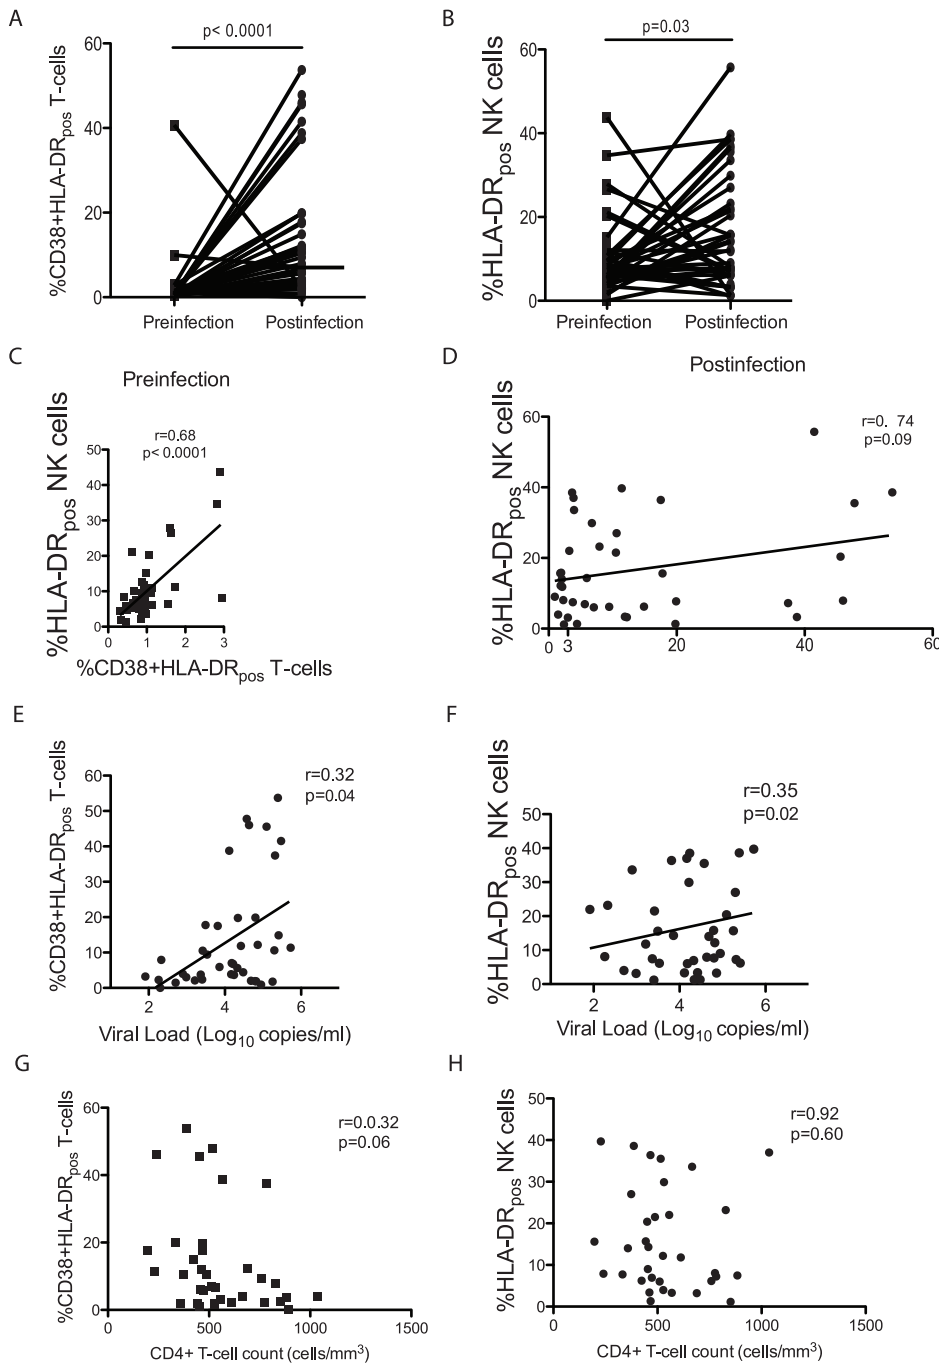 A
p< 0.0001
%CD38+HLA-DRpos T-cells
60
40
20
0
Preinfection
Postinfection
B
p=0.03
%HLA-DRpos NK cells
60
40
20
0
Preinfection
Postinfection
C
Preinfection
%HLA-DRpos NK cells
r=0.68
p< 0.0001
50
40
30
20
10
0
0 1 2 3
%CD38+HLA-DRpos T-cells
D
Postinfection
%HLA-DRpos NK cells
r=0. 74
p=0.09
60
40
20
0
0 3 20 40 60
E
%CD38+HLA-DRpos T-cells
r=0.32
p=0.04
60
50
40
30
20
10
0
2 4 6
Viral Load (Log10 copies/ml)
F
%HLA-DRpos NK cells
r=0.35
p=0.02
50
40
30
20
10
0
2 4 6
Viral Load (Log10 copies/ml)
G
%CD38+HLA-DRpos T-cells
r=0.0.32
p=0.06
60
40
20
0
0 500 1000 1500
CD4+ T-cell count (cells/mm3)
H
%HLA-DRpos NK cells
r=0.92
p=0.60
50
40
30
20
10
0
0 500 1000 1500
CD4+ T-cell count (cells/mm3)